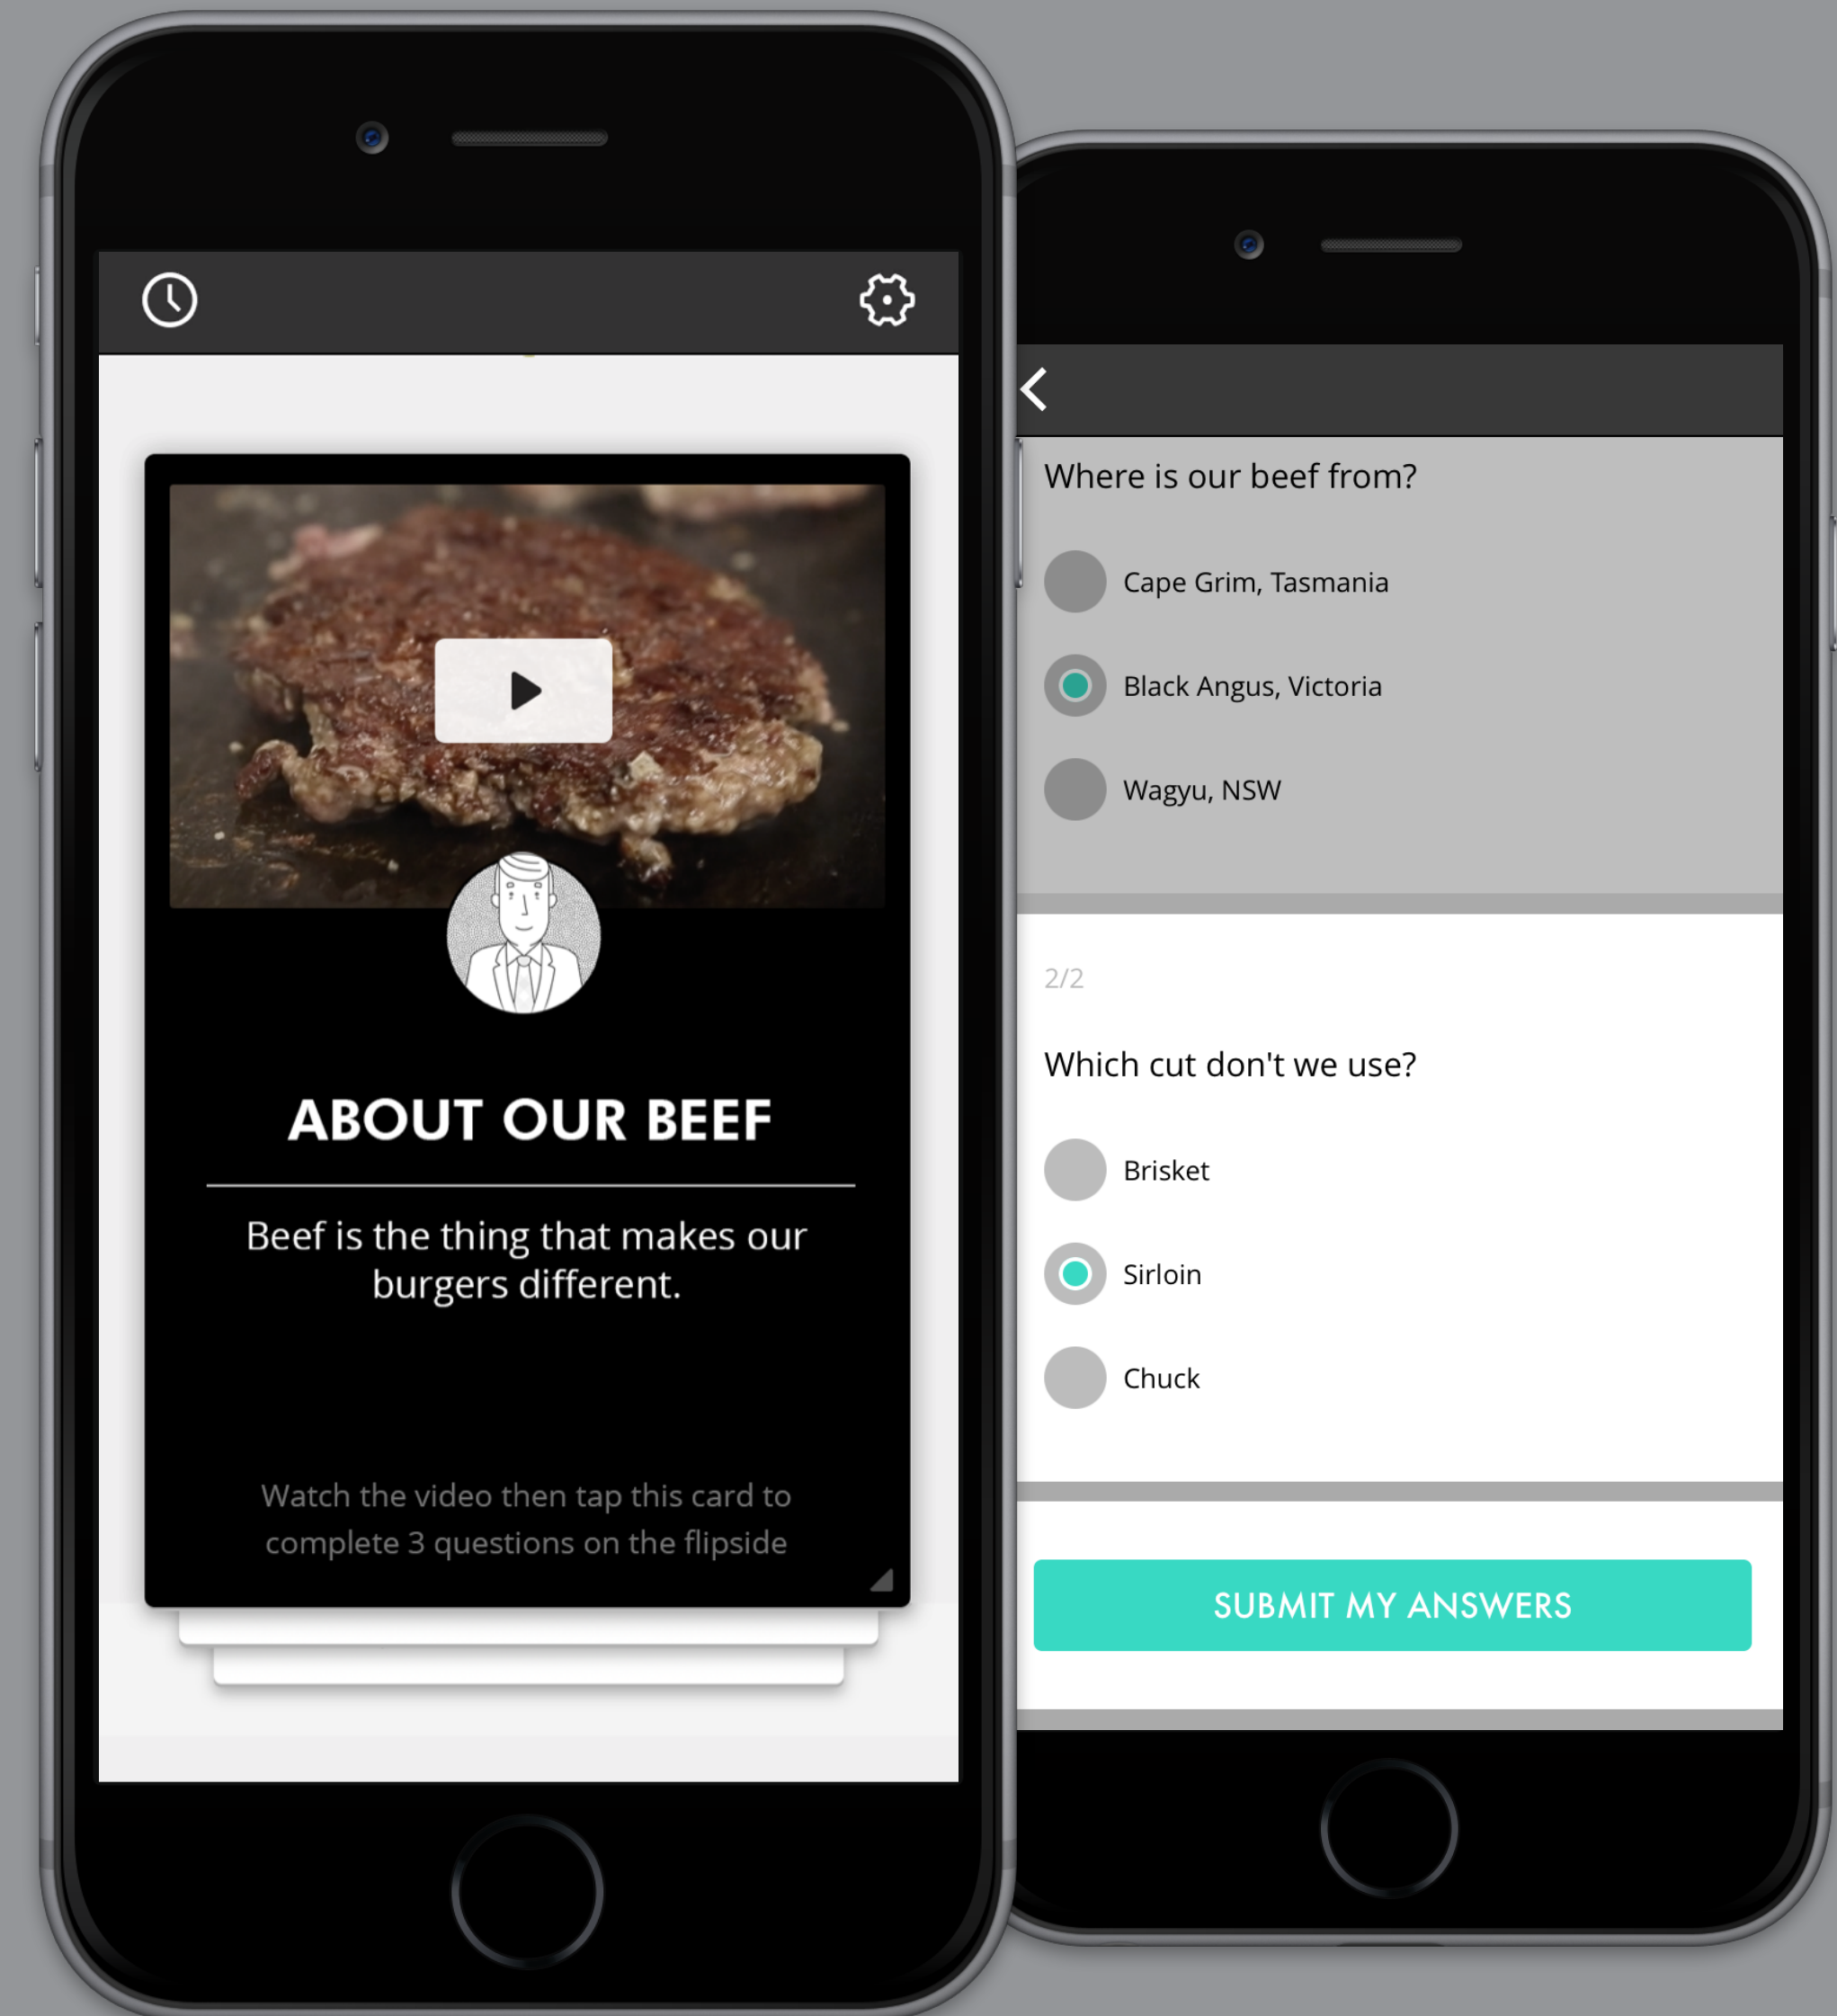 ABOUT OUR BEEF
Beef is the thing that makes our
burgers different.
Watch the video then tap this card to
complete 3 questions on the flipside
Where is our beef from?
Cape Grim, Tasmania
Black Angus, Victoria
Wagyu, NSW
2/2
Which cut don't we use?
Brisket
Sirloin
Chuck
SUBMIT MY ANSWERS